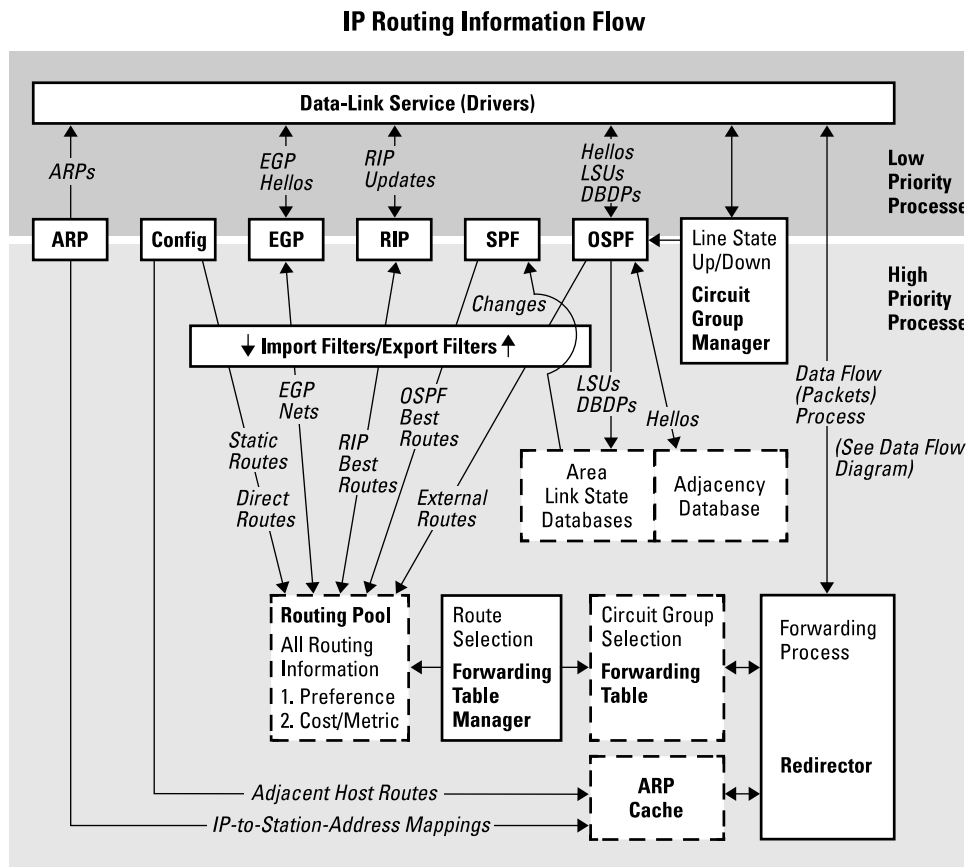 IP Routing Information Flow
Data-Link Service (Drivers)
ARPs
EGP
Hellos
RIP
Updates
Hellos
LSUs
DBDPs
Low
Priority
Processe
ARP
Config
EGP
RIP
SPF
OSPF
Line State
Up/Down
Circuit
Group
Manager
High
Priority
Processe
Changes
Import Filters/Export Filters
EGP
Nets
OSPF
Best
Routes
LSUs
DBDPs
Hellos
Data Flow
(Packets)
Process
(See Data Flow
Diagram)
Static
Routes
Direct
Routes
RIP
Best
Routes
External
Routes
Area
Link State
Databases
Adjacency
Database
Routing Pool
All Routing
Information
1. Preference
2. Cost/Metric
Route
Selection
Forwarding
Table
Manager
Circuit Group
Selection
Forwarding
Table
Forwarding
Process
Redirector
ARP
Cache
Adjacent Host Routes
IP-to-Station-Address Mappings